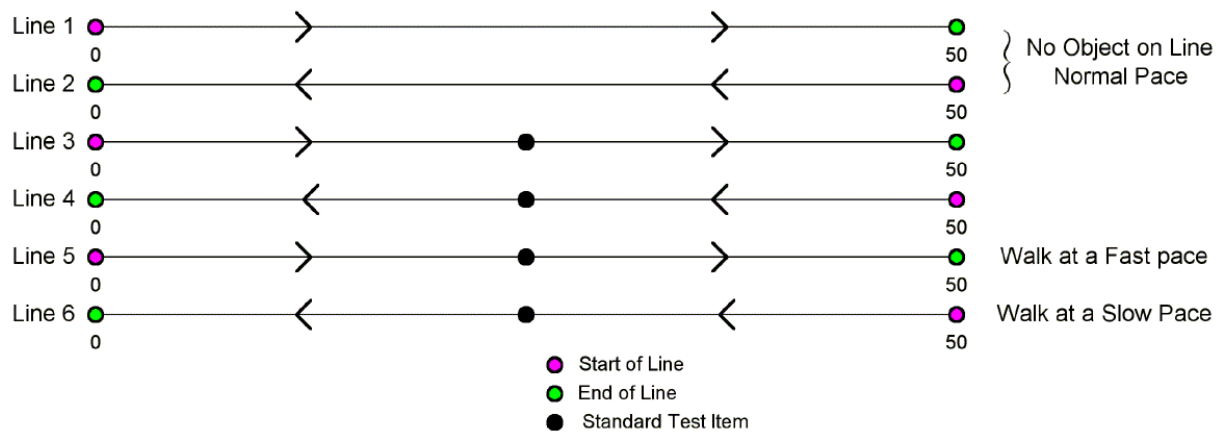 Line 1
0 50
No Object on Line
Normal Pace
Line 2
0 50
Line 3
0 50
Line 4
0 50
Line 5 Walk at a Fast pace
0 50
Line 6 Walk at a Slow Pace
0 50
Start of Line
End of Line
Standard Test Item